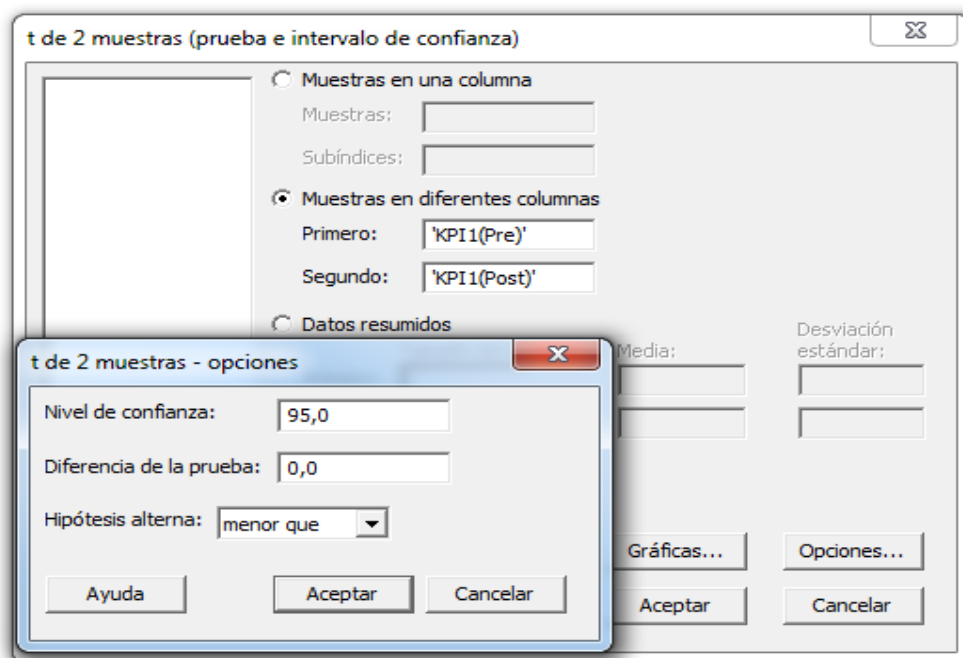 t de 2 muestras (prueba e intervalo de confianza)
Muestras en una columna
Muestras:
Subíndices:
Muestras en diferentes columnas
Primero: 'KPI1(Pre)'
Segundo: 'KPI1(Post)'
Datos resumidos
Media:
Desviación
estándar:
t de 2 muestras - opciones
Nivel de confianza: 95,0
Diferencia de la prueba: 0,0
Hipótesis alterna: menor que
Ayuda Aceptar Cancelar
Gráficas... Opciones...
Aceptar Cancelar